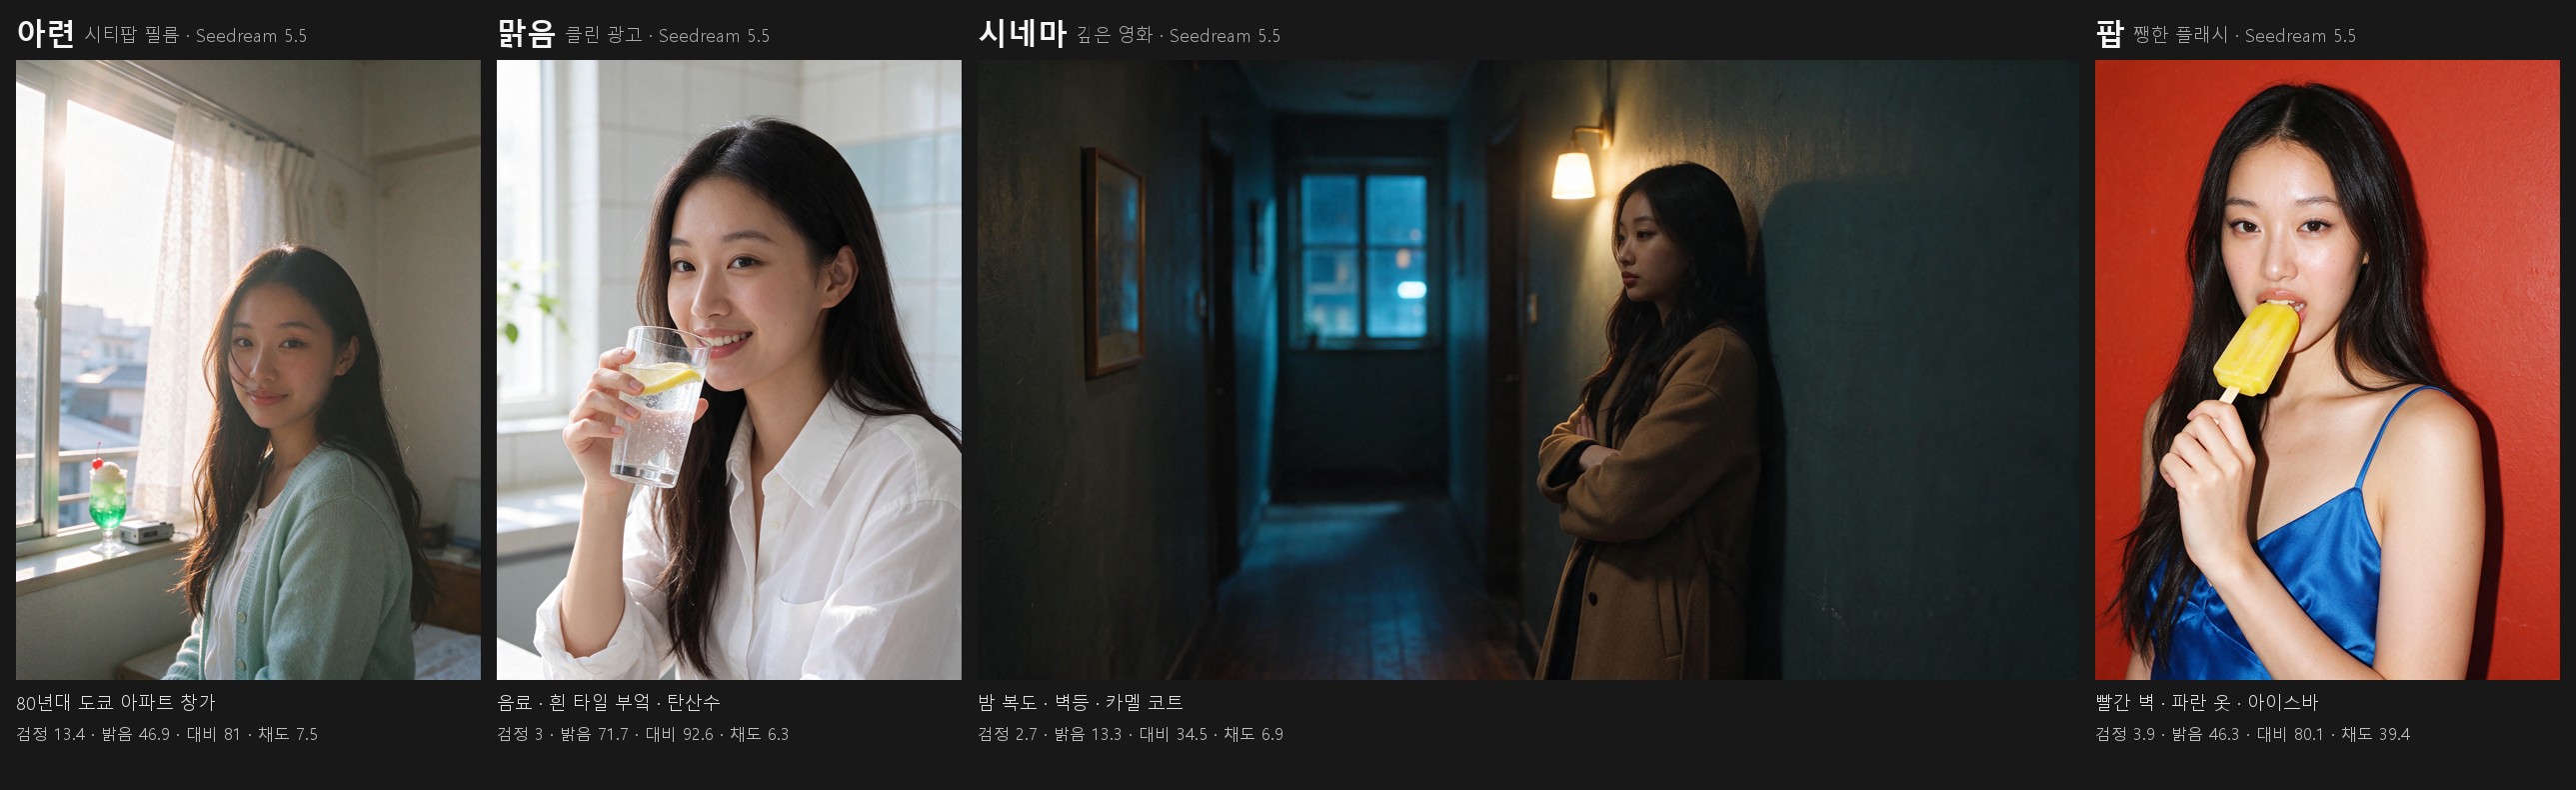 아련 시티팝 필름 · Seedream 5.5
맑음 클린 광고 · Seedream 5.5
시네마 깊은 영화 · Seedream 5.5
팝 쨍한 플래시 · Seedream 5.5
80년대 도쿄 아파트 창가
검정 13.4 · 밝음 46.9 · 대비 81 · 채도 7.5
음료 · 흰 타일 부엌 · 탄산수
검정 3 · 밝음 71.7 · 대비 92.6 · 채도 6.3
밤 복도 · 벽등 · 카멜 코트
검정 2.7 · 밝음 13.3 · 대비 34.5 · 채도 6.9
빨간 벽 · 파란 옷 · 아이스바
검정 3.9 · 밝음 46.3 · 대비 80.1 · 채도 39.4